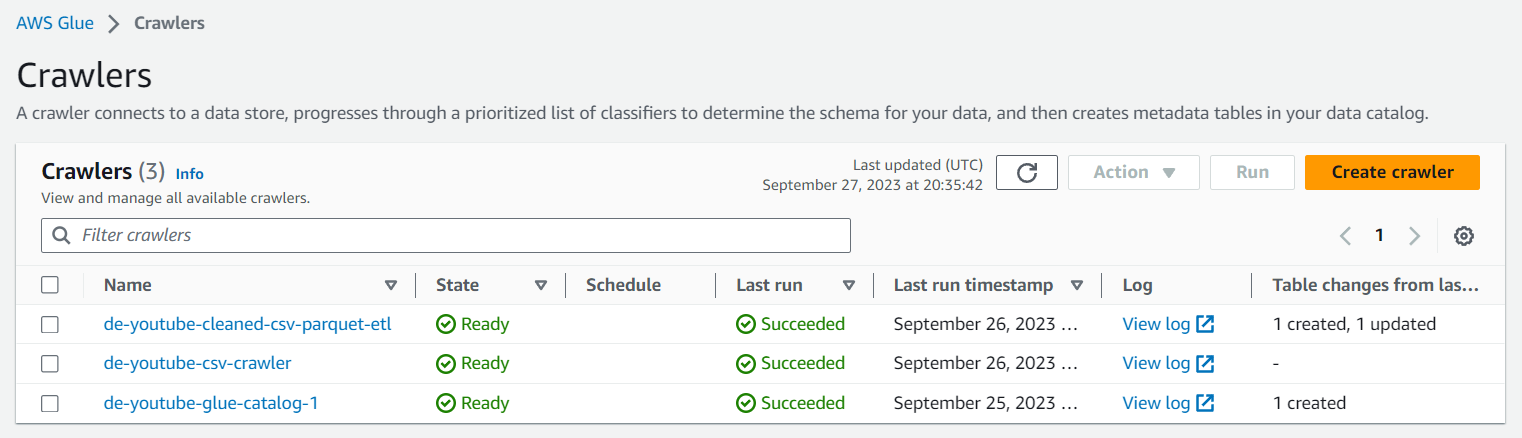 AWS Glue > Crawlers
Crawlers
A crawler connects to a data store, progresses through a prioritized list of classifiers to determine the schema for your data, and then creates metadata tables in your data catalog.
Crawlers (3) Info
View and manage all available crawlers.
Last updated (UTC)
September 27, 2023 at 20:35:42
Action
Run
Create crawler
Filter crawlers
1
Name State Schedule Last run Last run timestamp Log Table changes from las...
de-youtube-cleaned-csv-parquet-etl Ready Succeeded September 26, 2023 ... View log 1 created, 1 updated
de-youtube-csv-crawler Ready Succeeded September 26, 2023 ... View log -
de-youtube-glue-catalog-1 Ready Succeeded September 25, 2023 ... View log 1 created